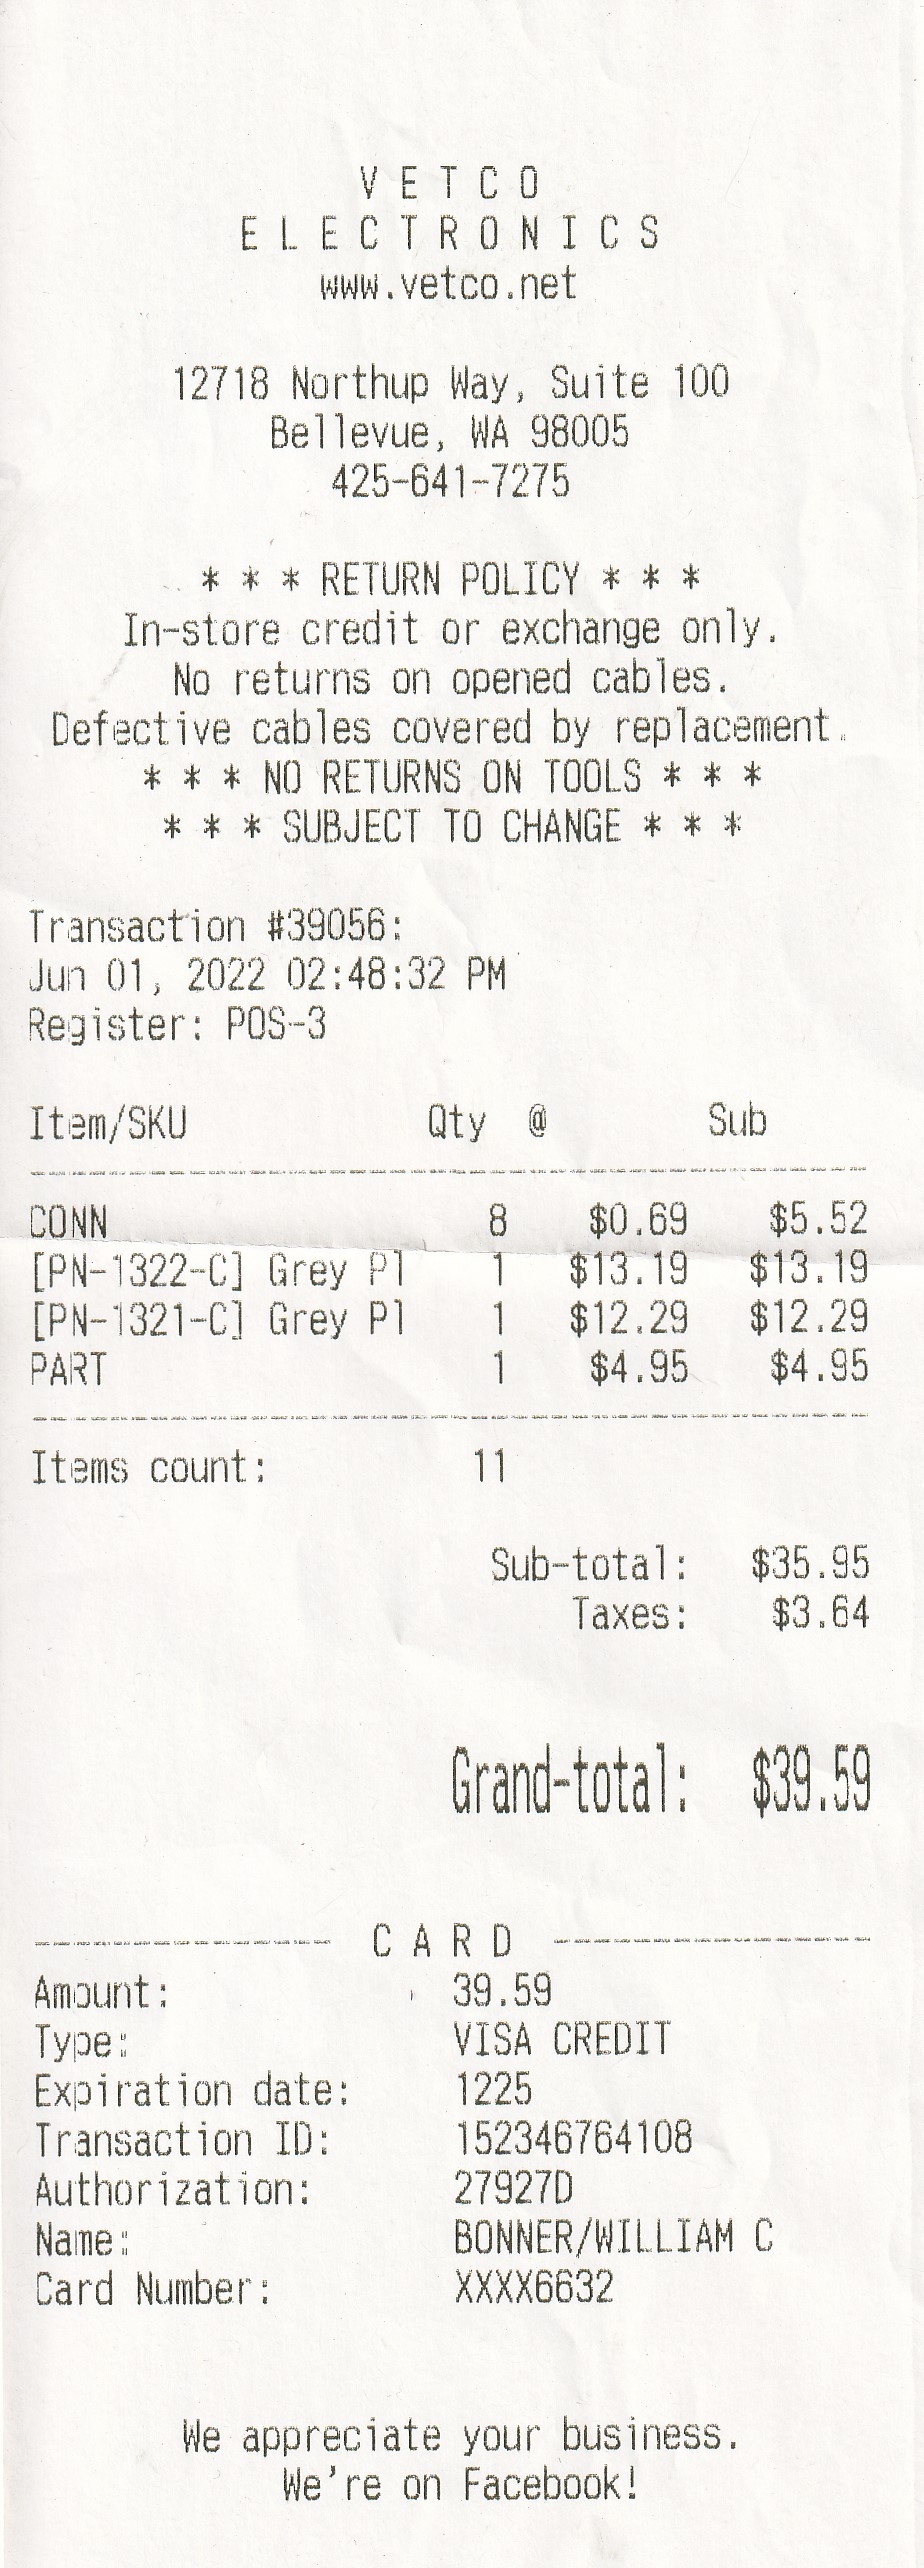 V E T C O
E L E C T R O N I C S
www.vetco.net
12718 Northup Way, Suite 100
Bellevue, WA 98005
425-641-7275
* * * RETURN POLICY * * *
In-store credit or exchange only.
No returns on opened cables.
Defective cables covered by replacement.
* * * NO RETURNS ON TOOLS * * *
* * * SUBJECT TO CHANGE * * *
Transaction #39056:
Jun 01, 2022 02:48:32 PM
Register: POS-3
Item/SKU Qty @ Sub
CONN 8 $0.69 $5.52
[PN-1322-C] Grey Pl 1 $13.19 $13.19
[PN-1321-C] Grey Pl 1 $12.29 $12.29
PART 1 $4.95 $4.95
Items count: 11
Sub-total: $35.95
Taxes: $3.64
Grand-total: $39.59
C A R D
Amount: 39.59
Type: VISA CREDIT
Expiration date: 1225
Transaction ID: 152346764108
Authorization: 27927D
Name: BONNER/WILLIAM C
Card Number: XXXX6632
We appreciate your business.
We're on Facebook!